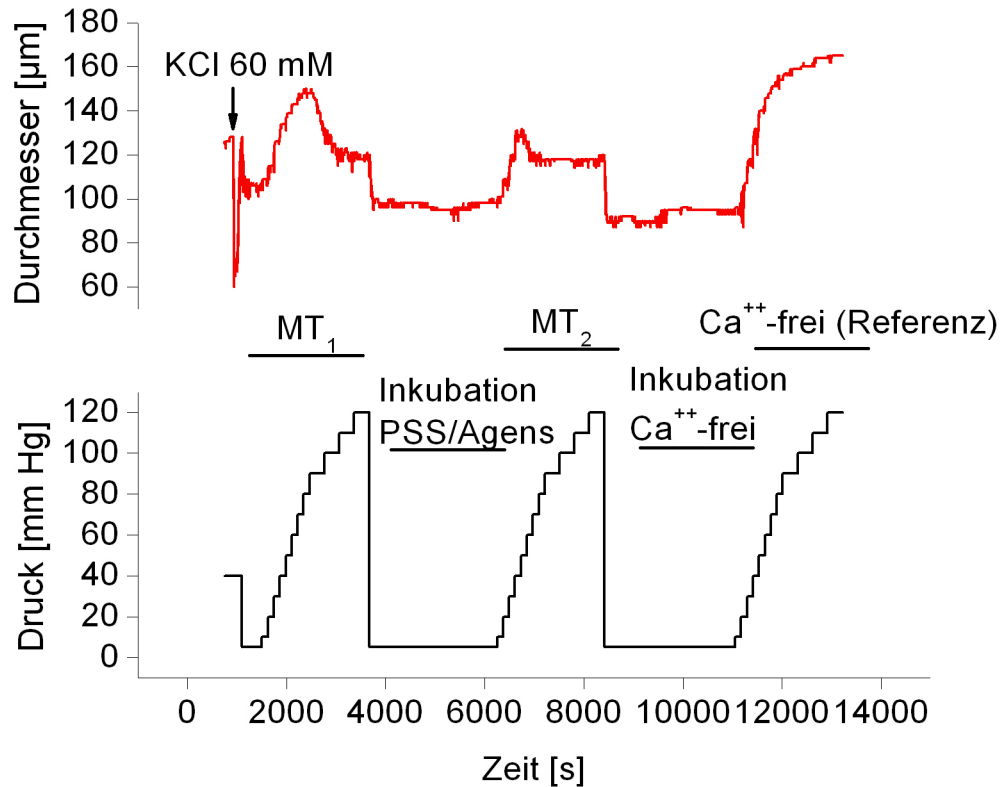 180
160
140
120
100
80
60
Durchmesser [µm]
KCl 60 mM
MT1
MT2
Ca++-frei (Referenz)
Inkubation
PSS/Agens
Inkubation
Ca++-frei
120
100
80
60
40
20
0
Druck [mm Hg]
0 2000 4000 6000 8000 10000 12000 14000
Zeit [s]